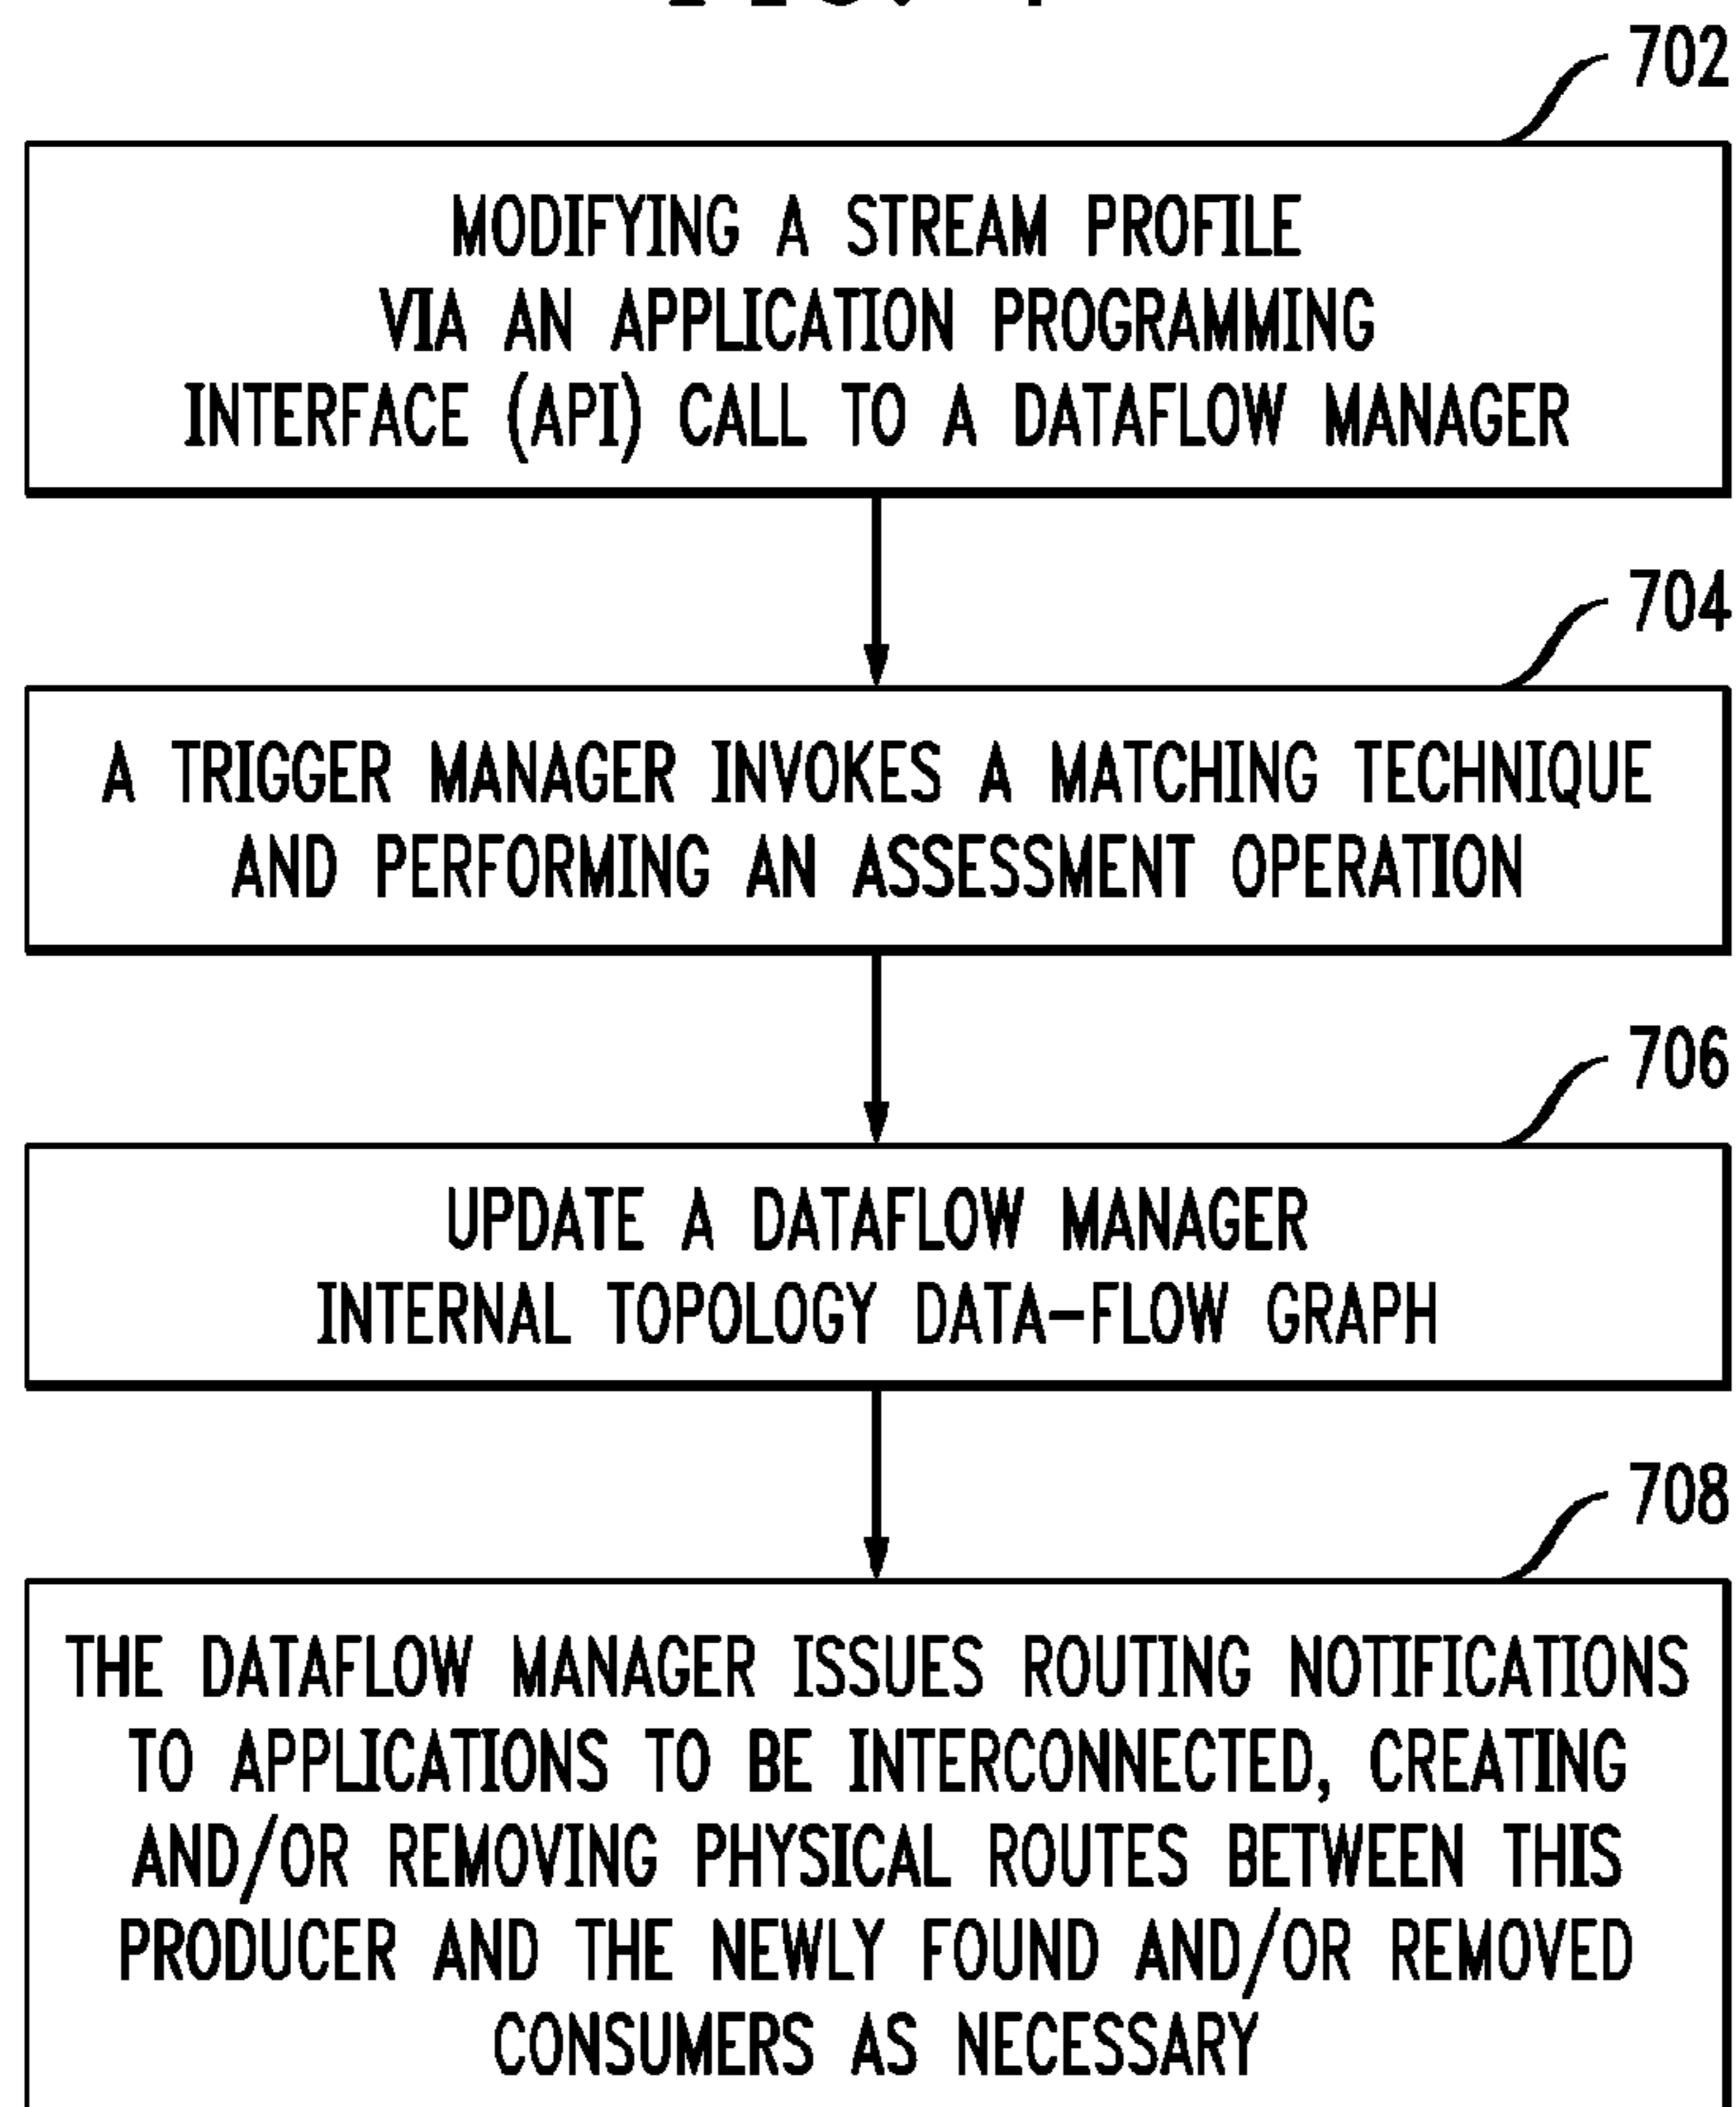 702
MODIFYING A STREAM PROFILE
VIA AN APPLICATION PROGRAMMING
INTERFACE (API) CALL TO A DATAFLOW MANAGER
704
A TRIGGER MANAGER INVOKES A MATCHING TECHNIQUE
AND PERFORMING AN ASSESSMENT OPERATION
706
UPDATE A DATAFLOW MANAGER
INTERNAL TOPOLOGY DATA-FLOW GRAPH
708
THE DATAFLOW MANAGER ISSUES ROUTING NOTIFICATIONS
TO APPLICATIONS TO BE INTERCONNECTED, CREATING
AND/OR REMOVING PHYSICAL ROUTES BETWEEN THIS
PRODUCER AND THE NEWLY FOUND AND/OR REMOVED
CONSUMERS AS NECESSARY